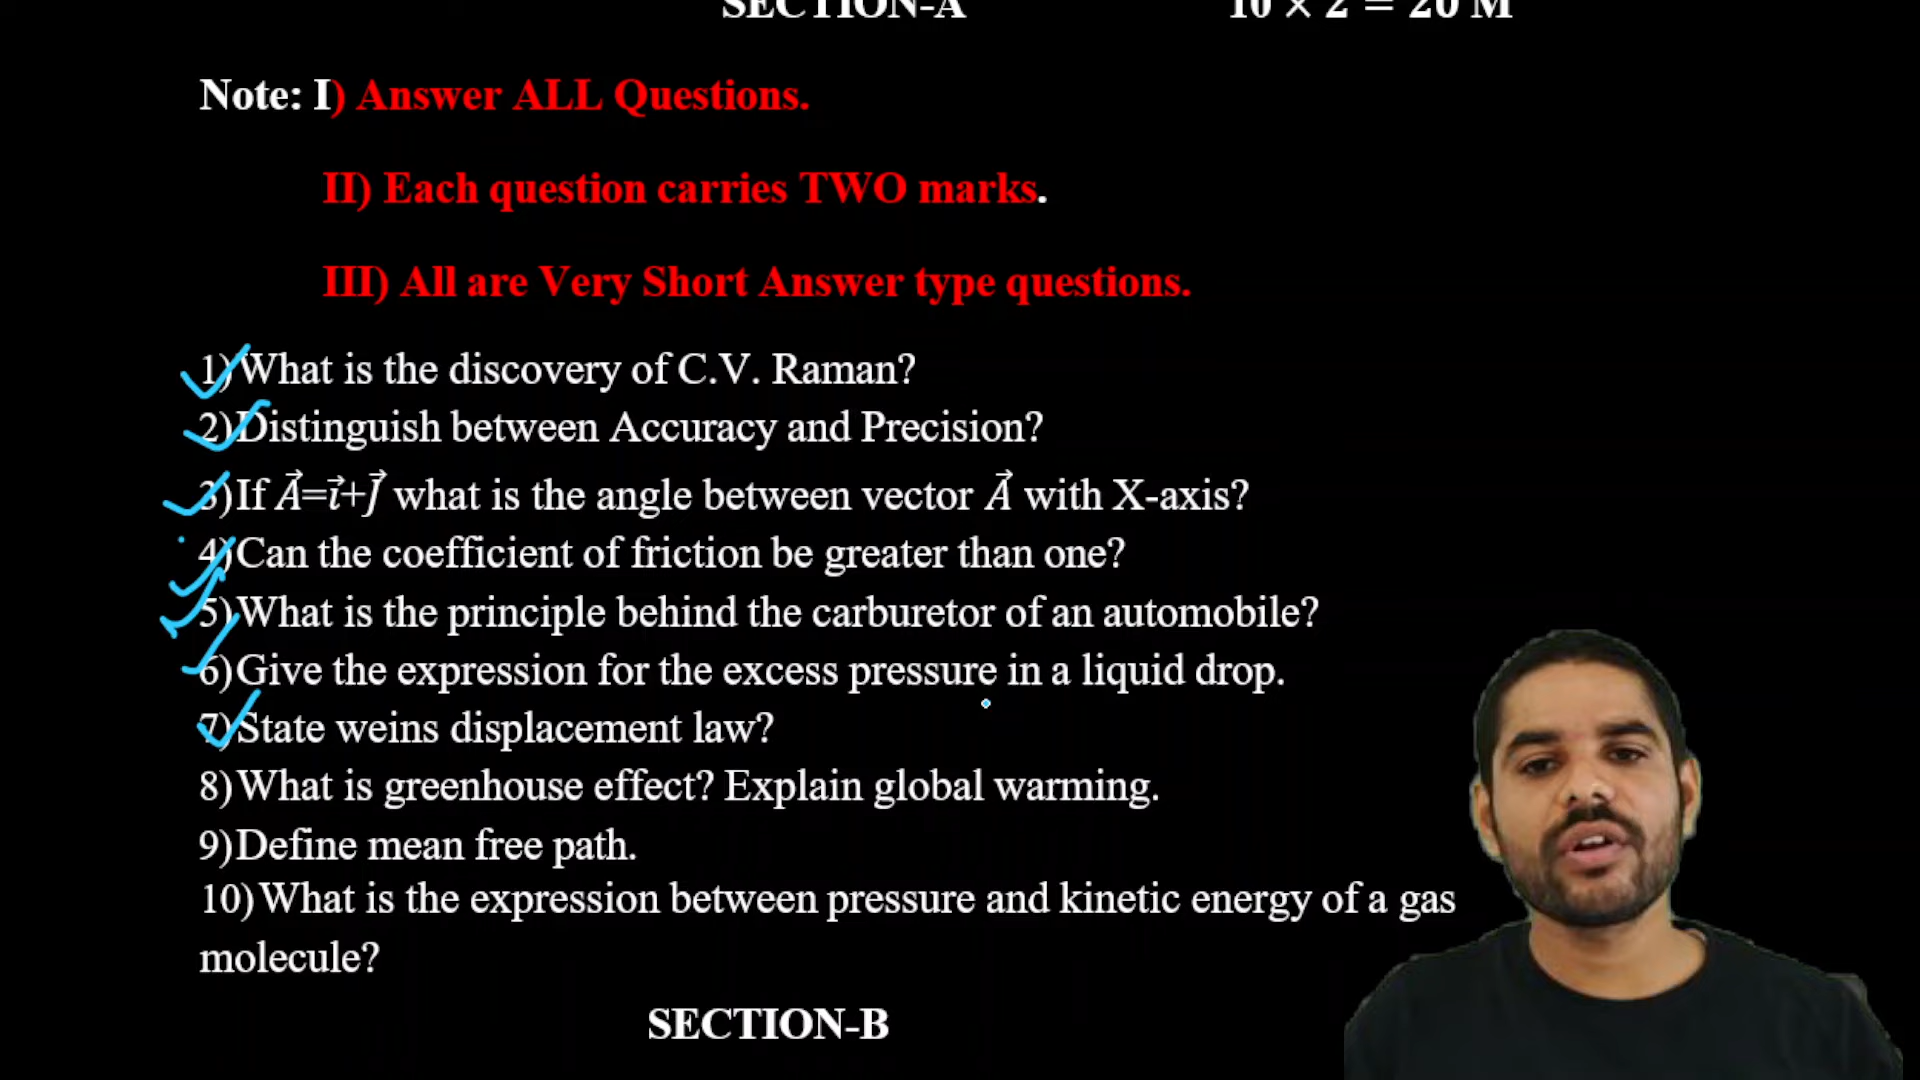 SECTION-A 10 × 2 = 20 M
Note: I) Answer ALL Questions.
II) Each question carries TWO marks.
III) All are Very Short Answer type questions.
1)What is the discovery of C.V. Raman?
2)Distinguish between Accuracy and Precision?
3)If A⃗=i⃗+J⃗ what is the angle between vector A⃗ with X-axis?
4)Can the coefficient of friction be greater than one?
5)What is the principle behind the carburetor of an automobile?
6)Give the expression for the excess pressure in a liquid drop.
7)State weins displacement law?
8)What is greenhouse effect? Explain global warming.
9)Define mean free path.
10)What is the expression between pressure and kinetic energy of a gas
molecule?
SECTION-B